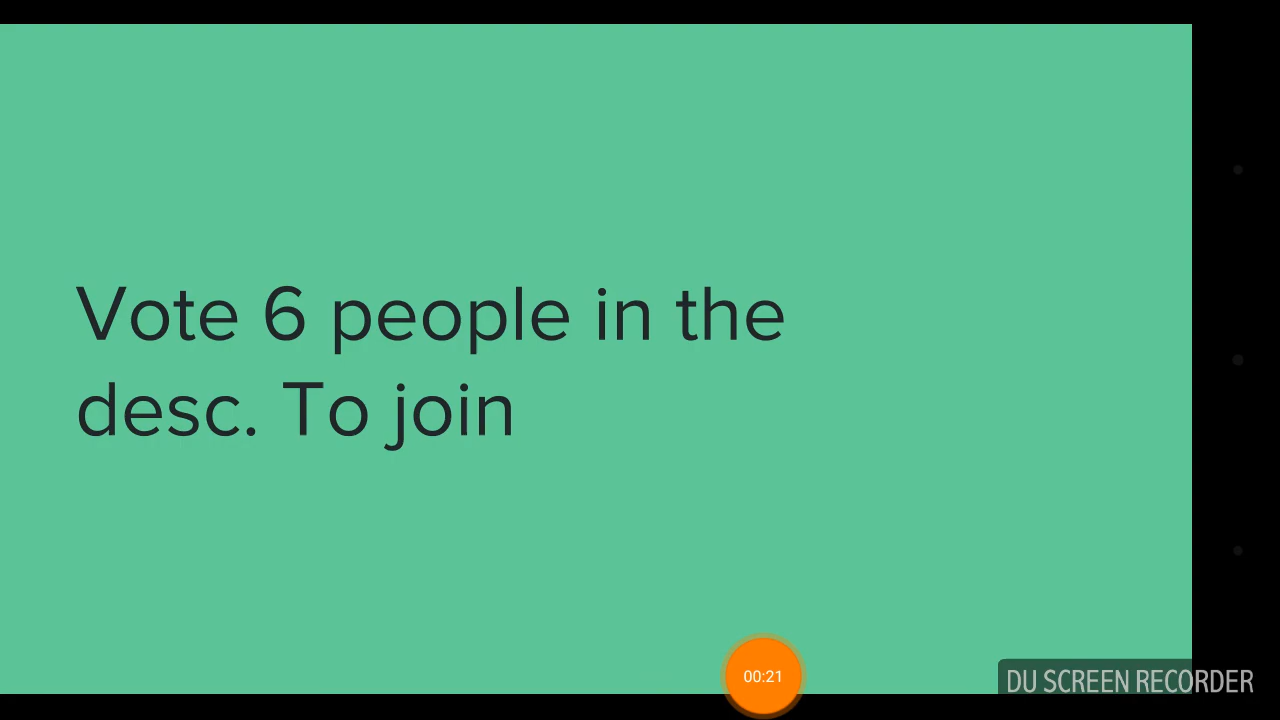 Vote 6 people in the
desc. To join
00:21
DU SCREEN RECORDER